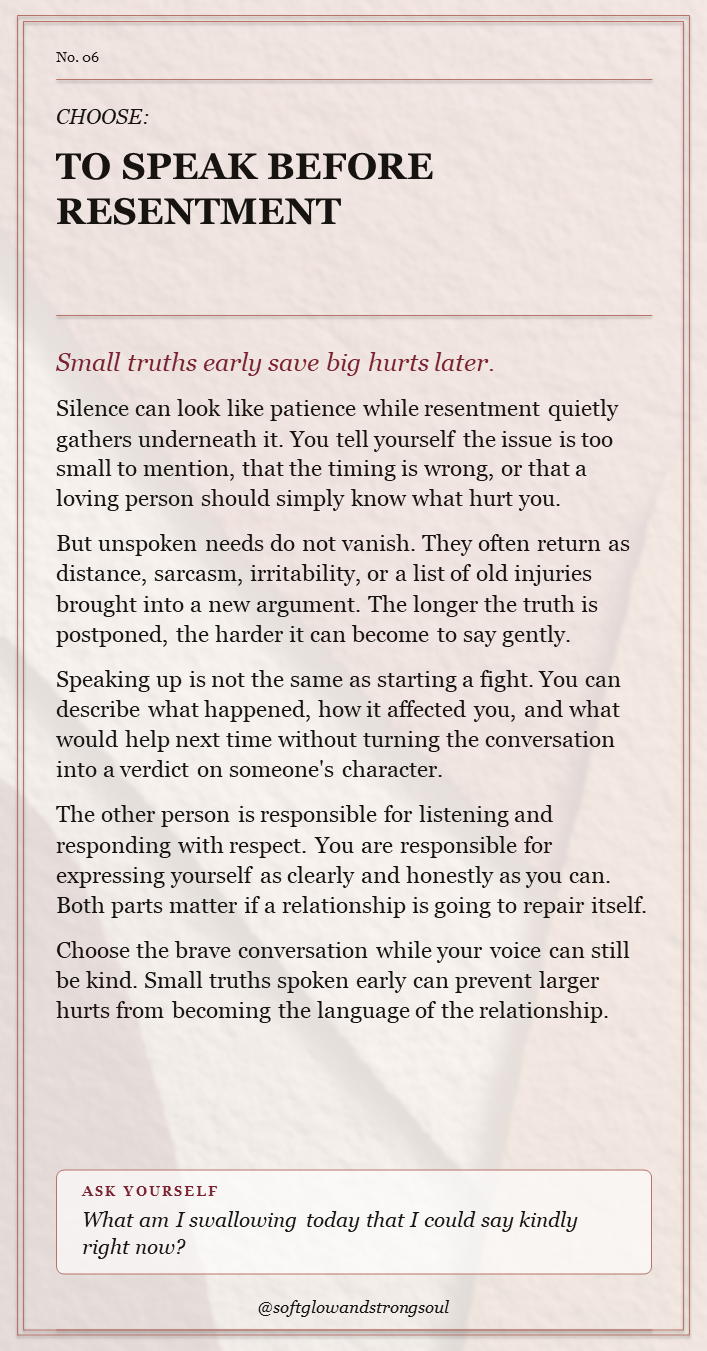 No. 06
CHOOSE:
TO SPEAK BEFORE
RESENTMENT
Small truths early save big hurts later.
Silence can look like patience while resentment quietly
gathers underneath it. You tell yourself the issue is too
small to mention, that the timing is wrong, or that a
loving person should simply know what hurt you.
But unspoken needs do not vanish. They often return as
distance, sarcasm, irritability, or a list of old injuries
brought into a new argument. The longer the truth is
postponed, the harder it can become to say gently.
Speaking up is not the same as starting a fight. You can
describe what happened, how it affected you, and what
would help next time without turning the conversation
into a verdict on someone's character.
The other person is responsible for listening and
responding with respect. You are responsible for
expressing yourself as clearly and honestly as you can.
Both parts matter if a relationship is going to repair itself.
Choose the brave conversation while your voice can still
be kind. Small truths spoken early can prevent larger
hurts from becoming the language of the relationship.
ASK YOURSELF
What am I swallowing today that I could say kindly
right now?
@softglowandstrongsoul